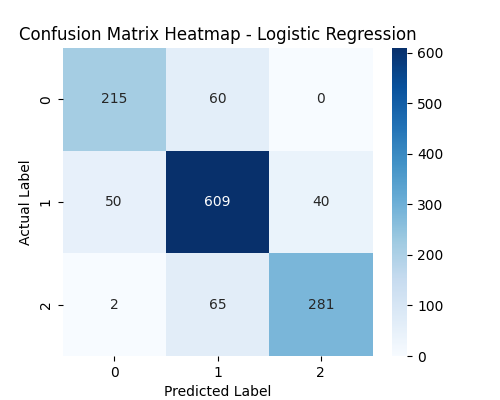 Confusion Matrix Heatmap - Logistic Regression
Actual Label
0 215 60 0
1 50 609 40
2 2 65 281
0 1 2
Predicted Label
600
500
400
300
200
100
0